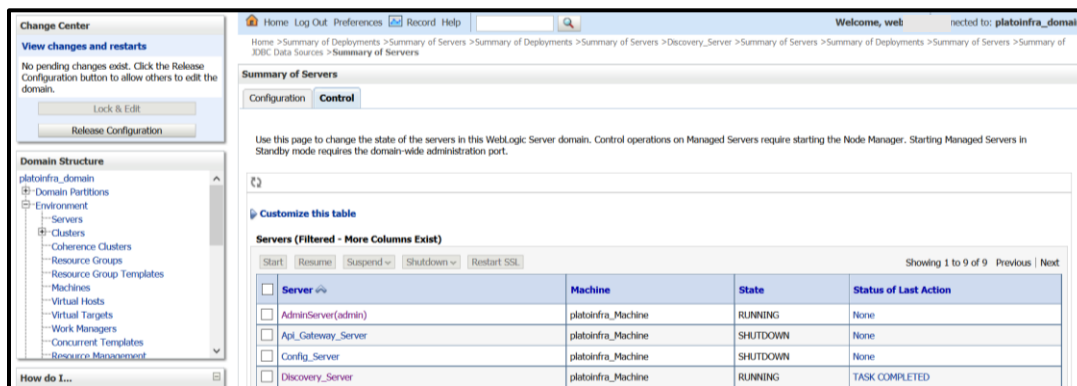 Change Center
View changes and restarts
No pending changes exist. Click the Release
Configuration button to allow others to edit the
domain.
Lock & Edit
Release Configuration
Domain Structure
platoinfra_domain
Domain Partitions
Environment
Servers
Clusters
Coherence Clusters
Resource Groups
Resource Group Templates
Machines
Virtual Hosts
Virtual Targets
Work Managers
Concurrent Templates
Resource Management
How do I...
Home Log Out Preferences Record Help
Welcome, web nected to: platoinfra_domai
Home >Summary of Deployments >Summary of Servers >Summary of Deployments >Summary of Servers >Discovery_Server >Summary of Servers >Summary of Deployments >Summary of Servers >Summary of
JDBC Data Sources >Summary of Servers
Summary of Servers
Configuration Control
Use this page to change the state of the servers in this WebLogic Server domain. Control operations on Managed Servers require starting the Node Manager. Starting Managed Servers in
Standby mode requires the domain-wide administration port.
Customize this table
Servers (Filtered - More Columns Exist)
Start Resume Suspend Shutdown Restart SSL Showing 1 to 9 of 9 Previous | Next
Server Machine State Status of Last Action
AdminServer(admin) platoinfra_Machine RUNNING None
Api_Gateway_Server platoinfra_Machine SHUTDOWN None
Config_Server platoinfra_Machine SHUTDOWN None
Discovery_Server platoinfra_Machine RUNNING TASK COMPLETED